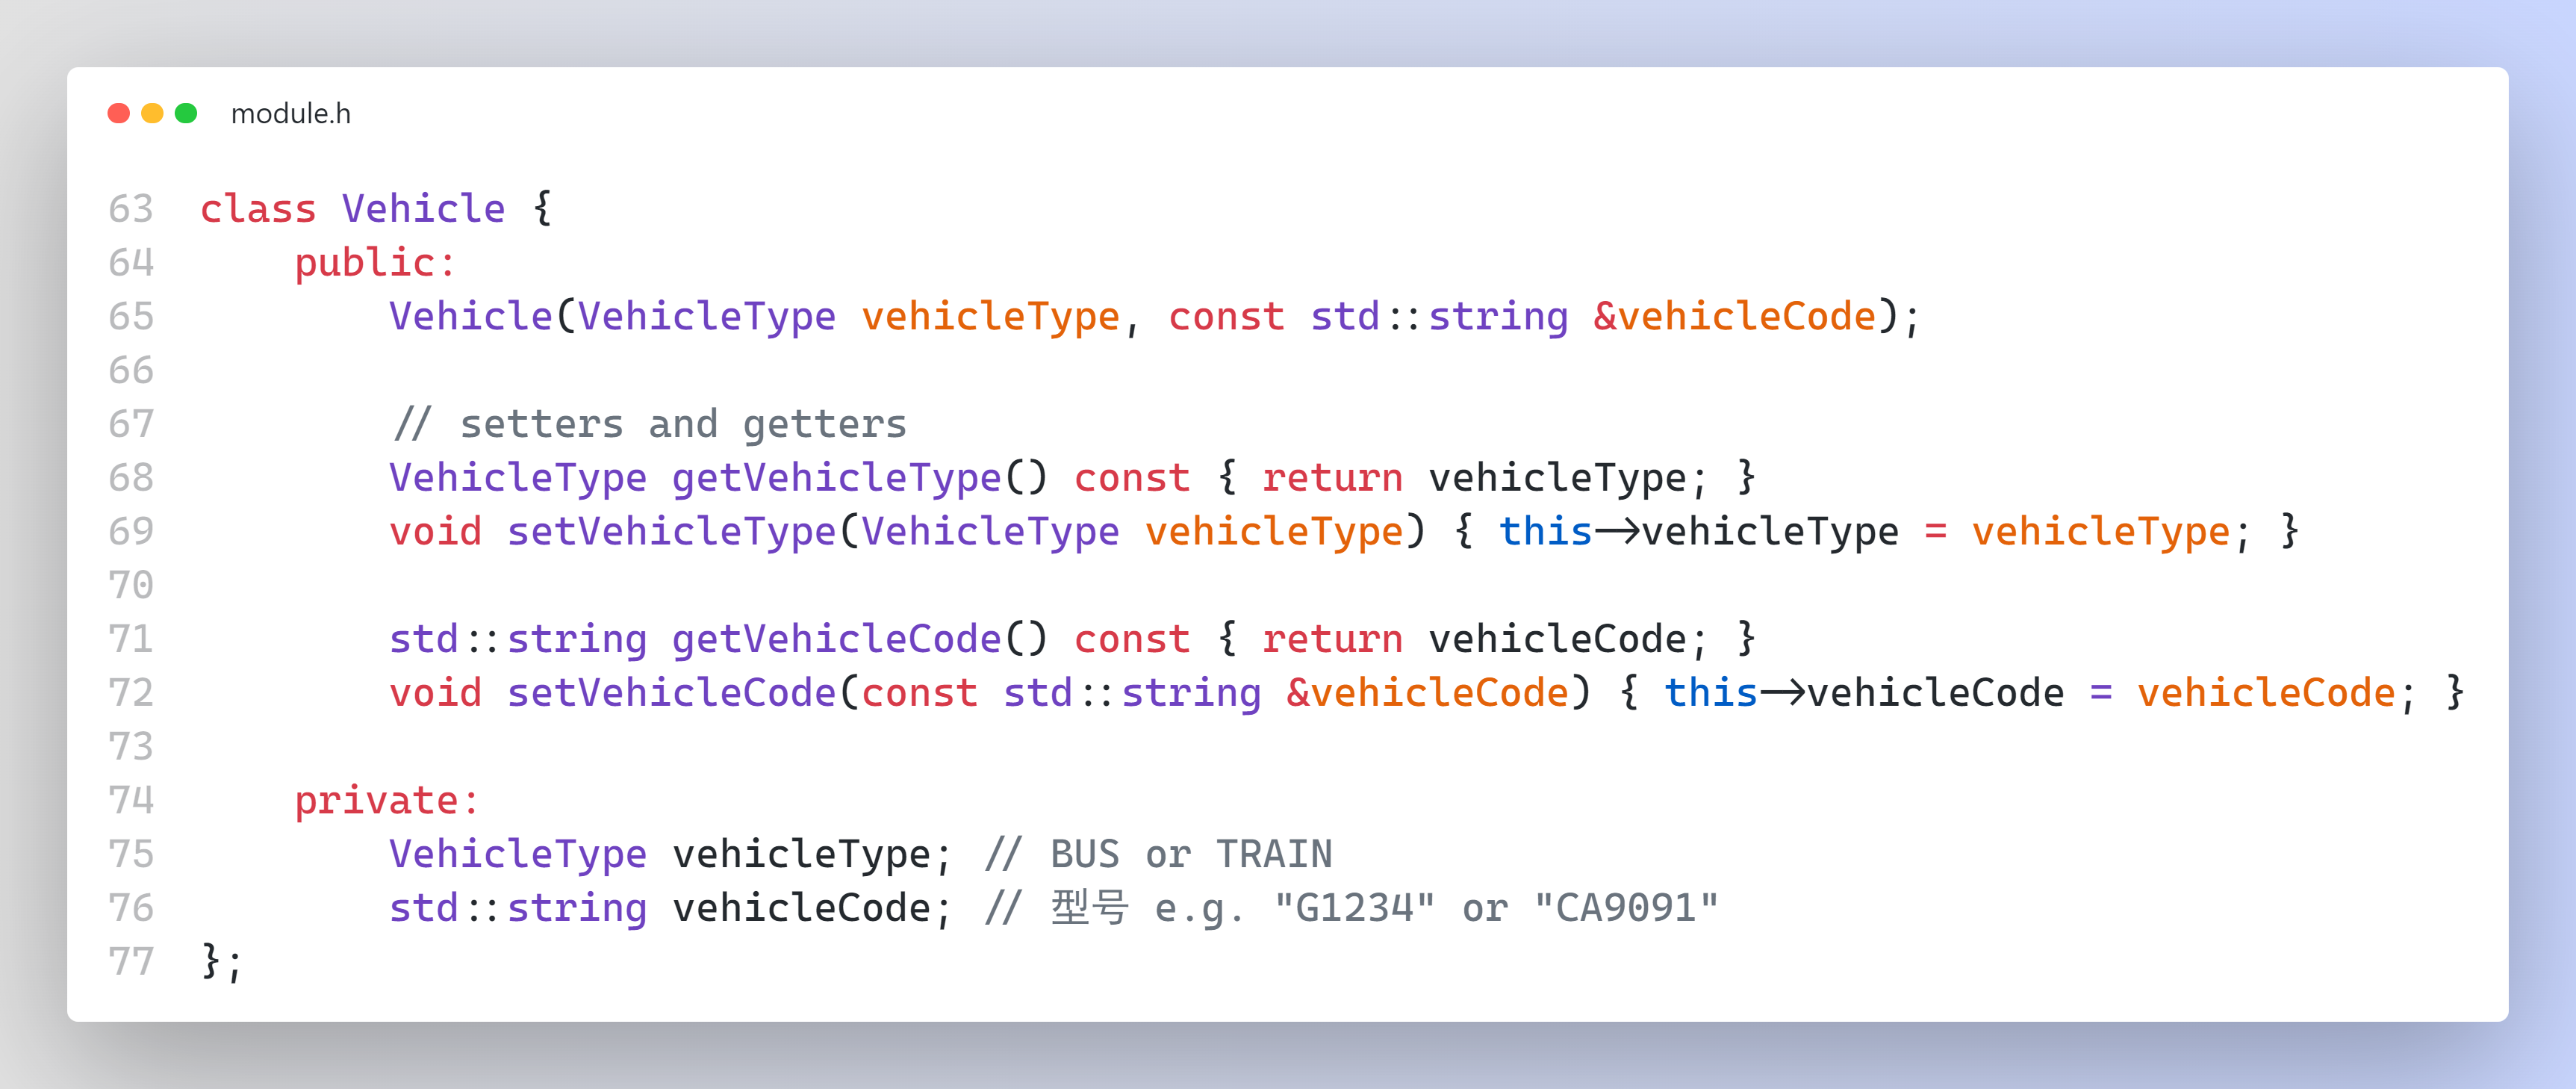 module.h
63 class Vehicle {
64     public:
65         Vehicle(VehicleType vehicleType, const std::string &vehicleCode);
66
67         // setters and getters
68         VehicleType getVehicleType() const { return vehicleType; }
69         void setVehicleType(VehicleType vehicleType) { this->vehicleType = vehicleType; }
70
71         std::string getVehicleCode() const { return vehicleCode; }
72         void setVehicleCode(const std::string &vehicleCode) { this->vehicleCode = vehicleCode; }
73
74     private:
75         VehicleType vehicleType; // BUS or TRAIN
76         std::string vehicleCode; // 型号 e.g. "G1234" or "CA9091"
77 };